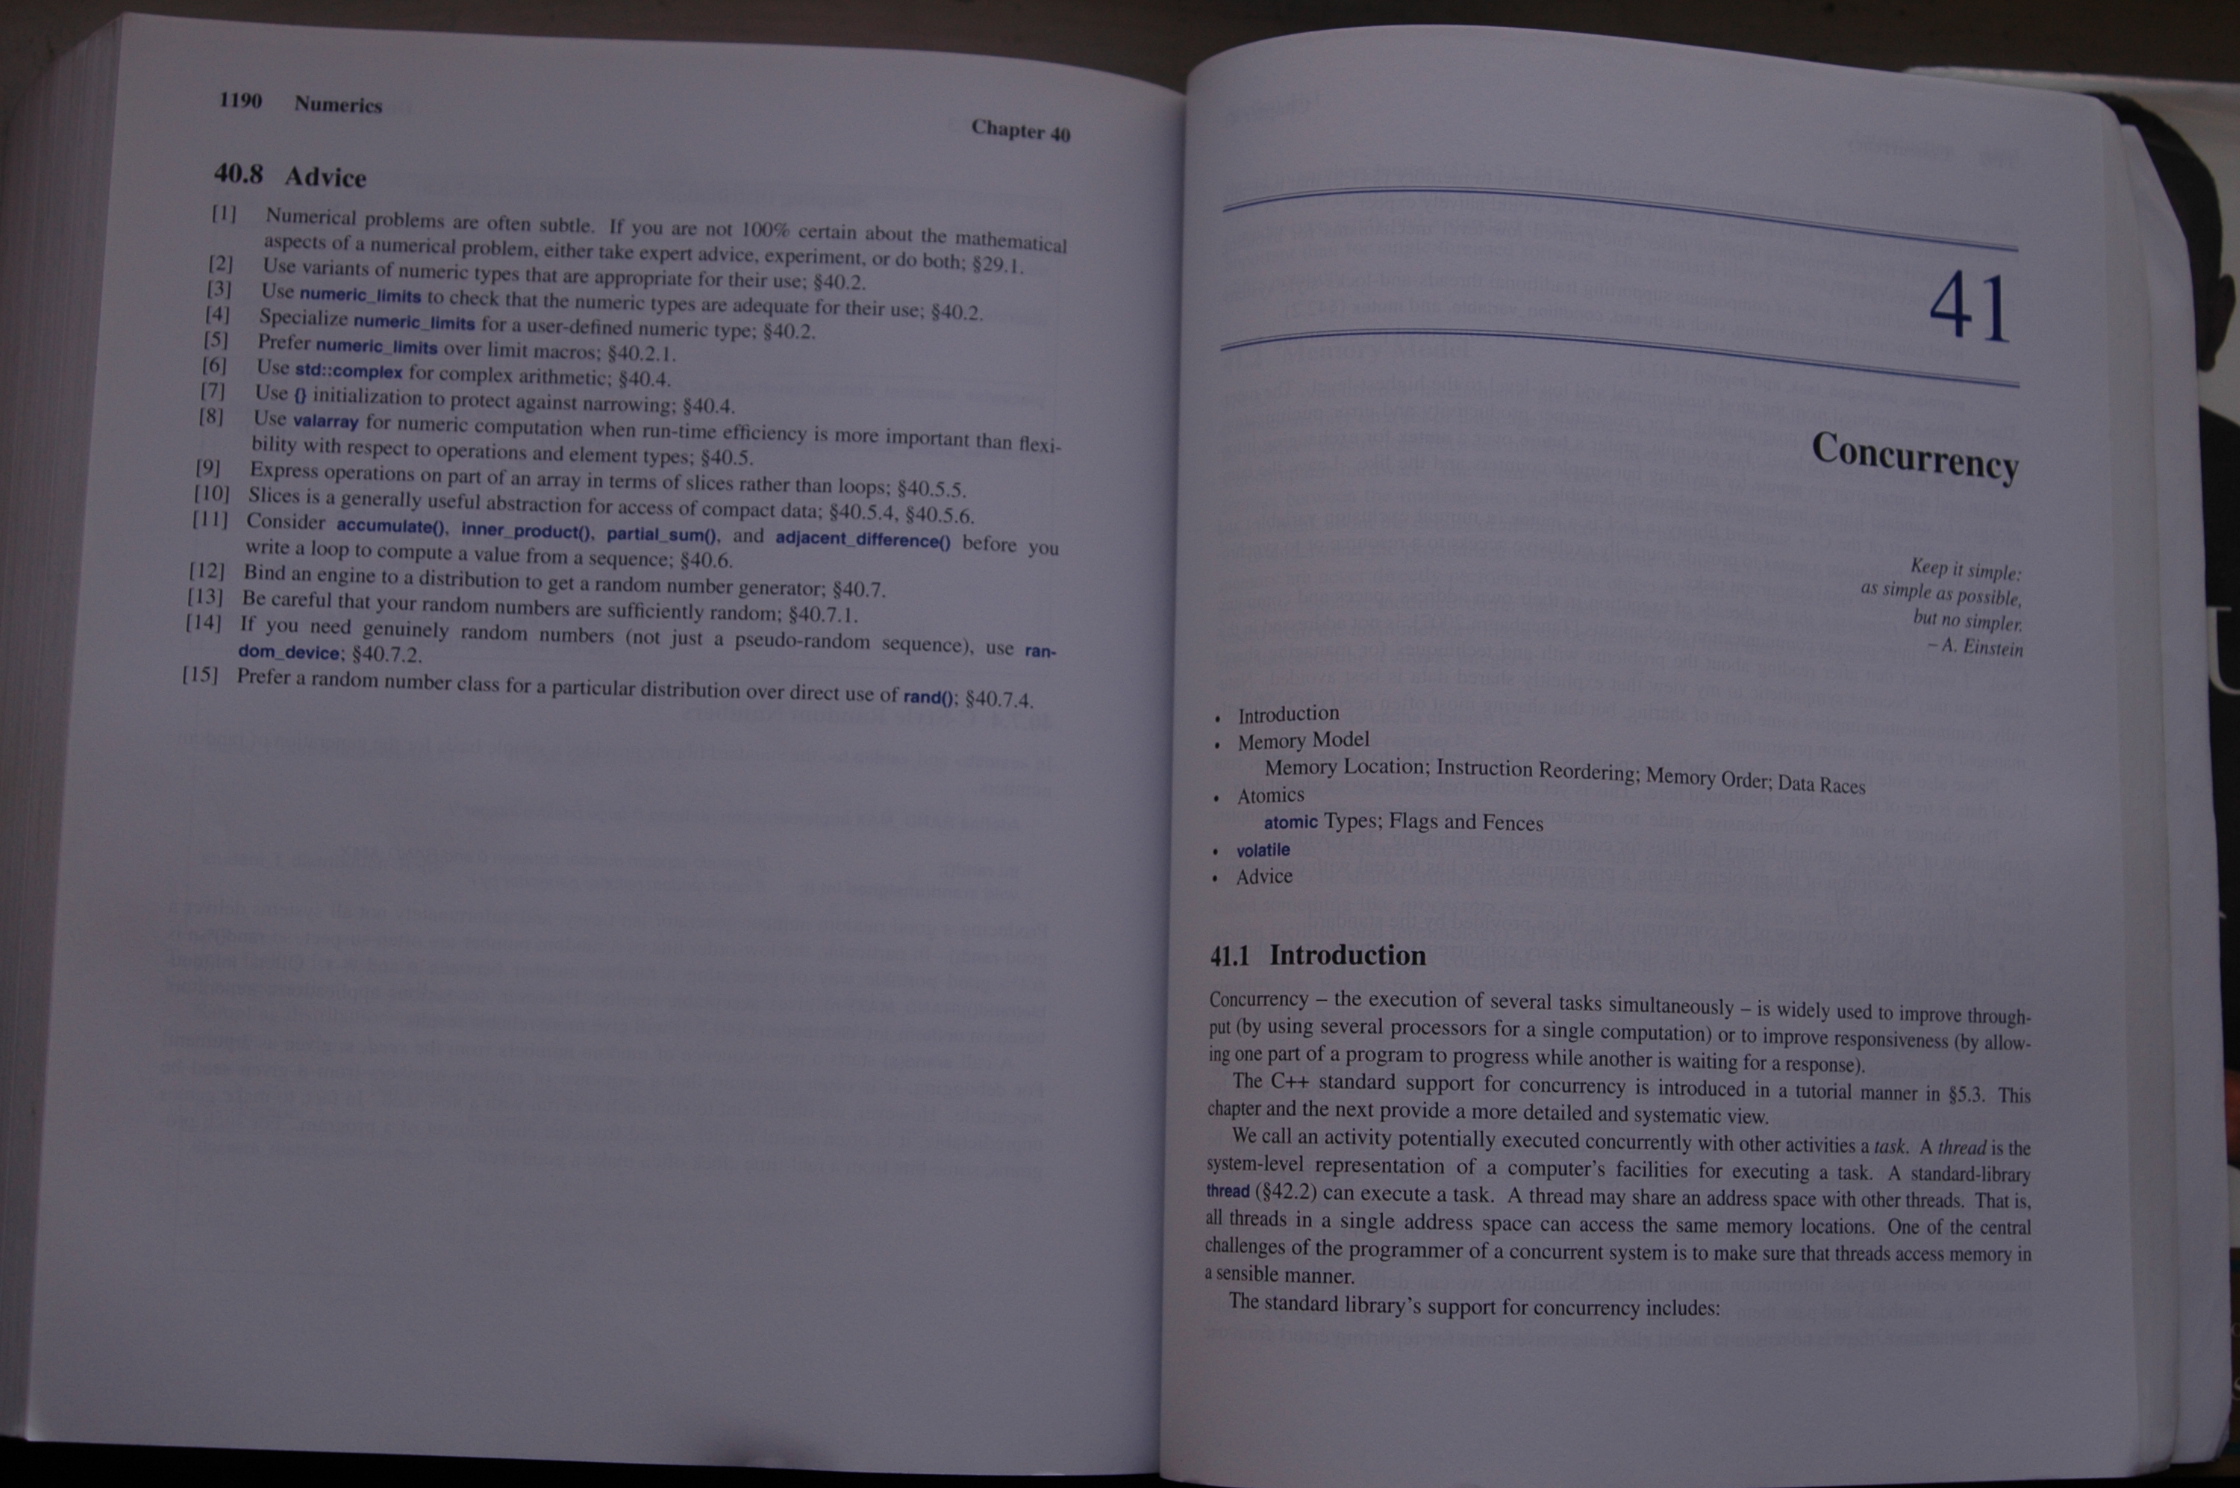 1190 Numerics Chapter 40
40.8 Advice
[1] Numerical problems are often subtle. If you are not 100% certain about the mathematical
aspects of a numerical problem, either take expert advice, experiment, or do both; §29.1.
[2] Use variants of numeric types that are appropriate for their use; §40.2.
[3] Use numeric_limits to check that the numeric types are adequate for their use; §40.2.
[4] Specialize numeric_limits for a user-defined numeric type; §40.2.
[5] Prefer numeric_limits over limit macros; §40.2.1.
[6] Use std::complex for complex arithmetic; §40.4.
[7] Use {} initialization to protect against narrowing; §40.4.
[8] Use valarray for numeric computation when run-time efficiency is more important than flexi-
bility with respect to operations and element types; §40.5.
[9] Express operations on part of an array in terms of slices rather than loops; §40.5.5.
[10] Slices is a generally useful abstraction for access of compact data; §40.5.4, §40.5.6.
[11] Consider accumulate(), inner_product(), partial_sum(), and adjacent_difference() before you
write a loop to compute a value from a sequence; §40.6.
[12] Bind an engine to a distribution to get a random number generator; §40.7.
[13] Be careful that your random numbers are sufficiently random; §40.7.1.
[14] If you need genuinely random numbers (not just a pseudo-random sequence), use ran-
dom_device; §40.7.2.
[15] Prefer a random number class for a particular distribution over direct use of rand(); §40.7.4.
41
Concurrency
Keep it simple:
as simple as possible,
but no simpler.
– A. Einstein
• Introduction
• Memory Model
Memory Location; Instruction Reordering; Memory Order; Data Races
• Atomics
atomic Types; Flags and Fences
• volatile
• Advice
41.1 Introduction
Concurrency – the execution of several tasks simultaneously – is widely used to improve through-
put (by using several processors for a single computation) or to improve responsiveness (by allow-
ing one part of a program to progress while another is waiting for a response).
The C++ standard support for concurrency is introduced in a tutorial manner in §5.3. This
chapter and the next provide a more detailed and systematic view.
We call an activity potentially executed concurrently with other activities a task. A thread is the
system-level representation of a computer's facilities for executing a task. A standard-library
thread (§42.2) can execute a task. A thread may share an address space with other threads. That is,
all threads in a single address space can access the same memory locations. One of the central
challenges of the programmer of a concurrent system is to make sure that threads access memory in
a sensible manner.
The standard library's support for concurrency includes: